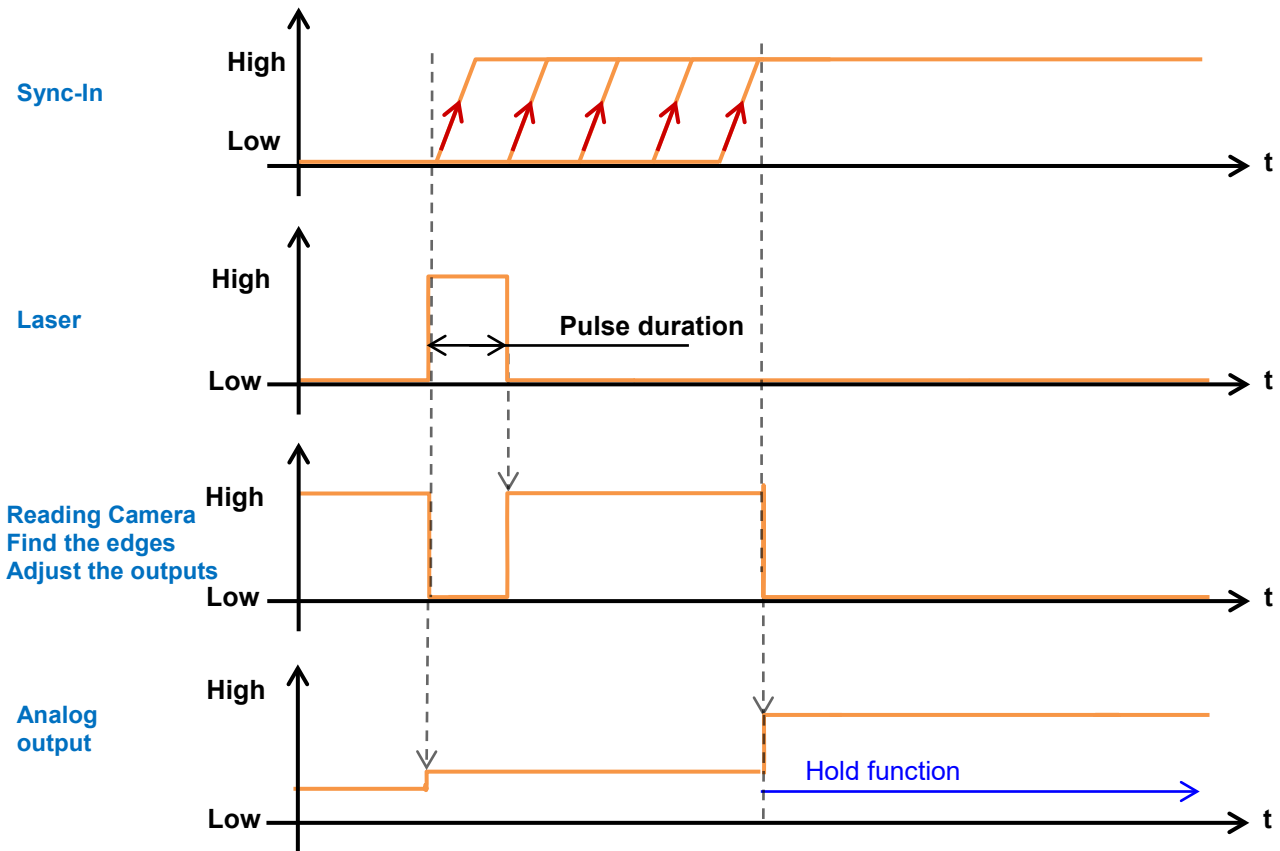 High
Sync-In
Low
t
High
Laser
Pulse duration
Low
t
High
Reading Camera
Find the edges
Adjust the outputs
Low
t
High
Analog
output
Hold function
Low
t